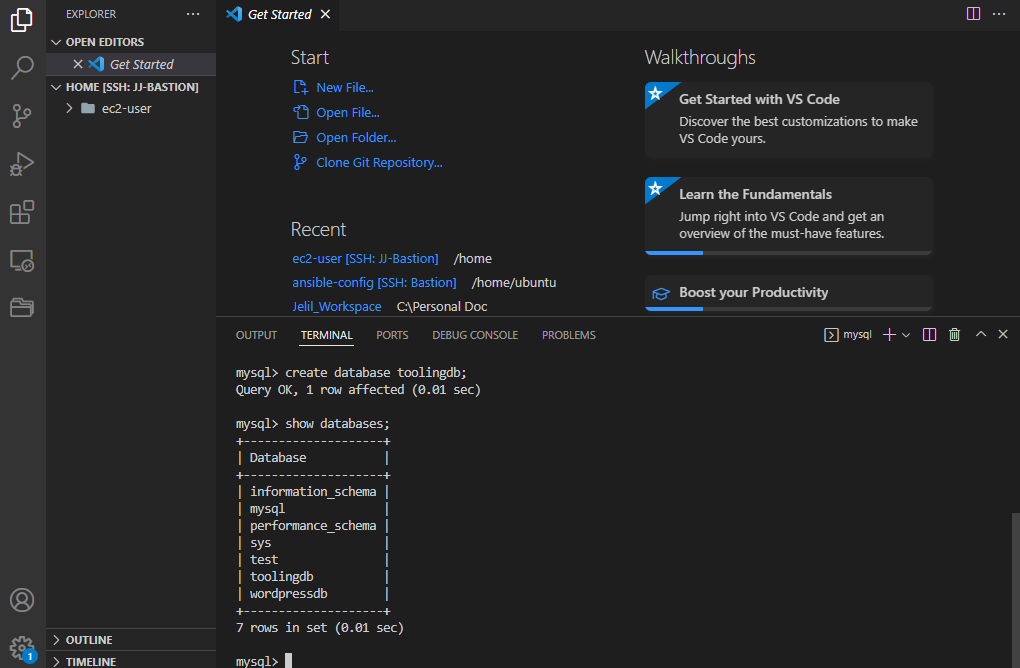 EXPLORER
OPEN EDITORS
Get Started
HOME [SSH: JJ-BASTION]
ec2-user
OUTLINE
TIMELINE
1
Get Started
Start
New File...
Open File...
Open Folder...
Clone Git Repository...
Recent
ec2-user [SSH: JJ-Bastion] /home
ansible-config [SSH: Bastion] /home/ubuntu
Jelil_Workspace C:\Personal Doc
Walkthroughs
Get Started with VS Code
Discover the best customizations to make
VS Code yours.
Learn the Fundamentals
Jump right into VS Code and get an
overview of the must-have features.
Boost your Productivity
OUTPUT TERMINAL PORTS DEBUG CONSOLE PROBLEMS mysql
mysql> create database toolingdb;
Query OK, 1 row affected (0.01 sec)
mysql> show databases;
+--------------------+
| Database           |
+--------------------+
| information_schema |
| mysql              |
| performance_schema |
| sys                |
| test               |
| toolingdb          |
| wordpressdb        |
+--------------------+
7 rows in set (0.01 sec)
mysql>